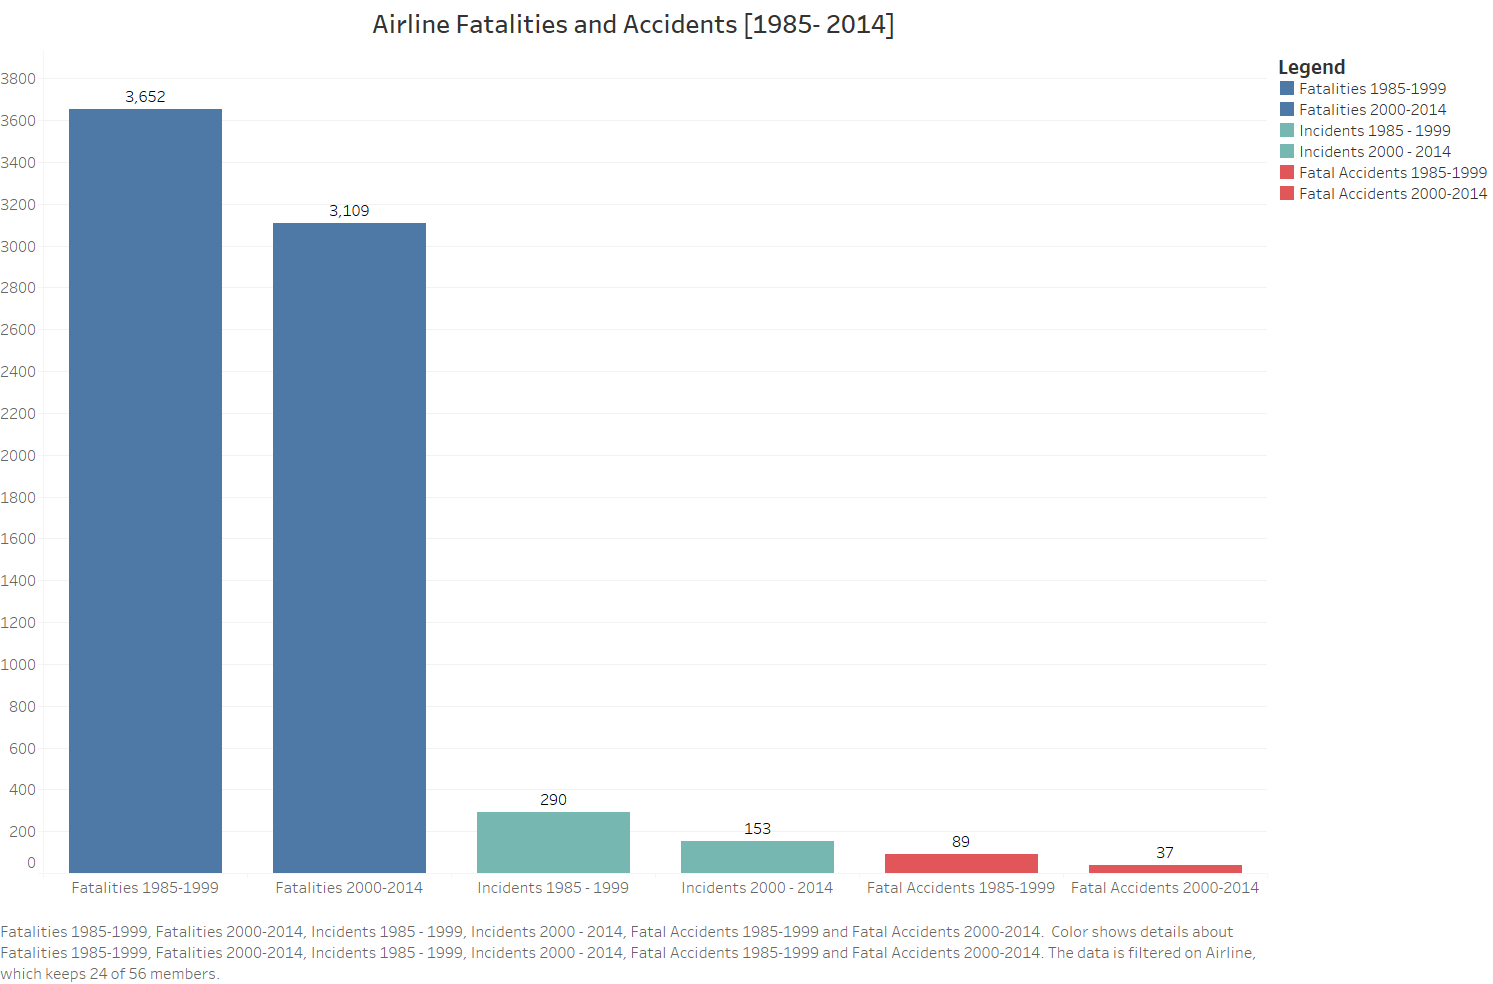 Airline Fatalities and Accidents [1985- 2014]
Legend
Fatalities 1985-1999
Fatalities 2000-2014
Incidents 1985 - 1999
Incidents 2000 - 2014
Fatal Accidents 1985-1999
Fatal Accidents 2000-2014
3800
3600
3400
3200
3000
2800
2600
2400
2200
2000
1800
1600
1400
1200
1000
800
600
400
200
0
3,652
3,109
290
153
89
37
Fatalities 1985-1999
Fatalities 2000-2014
Incidents 1985 - 1999
Incidents 2000 - 2014
Fatal Accidents 1985-1999
Fatal Accidents 2000-2014
Fatalities 1985-1999, Fatalities 2000-2014, Incidents 1985 - 1999, Incidents 2000 - 2014, Fatal Accidents 1985-1999 and Fatal Accidents 2000-2014.  Color shows details about
Fatalities 1985-1999, Fatalities 2000-2014, Incidents 1985 - 1999, Incidents 2000 - 2014, Fatal Accidents 1985-1999 and Fatal Accidents 2000-2014. The data is filtered on Airline,
which keeps 24 of 56 members.